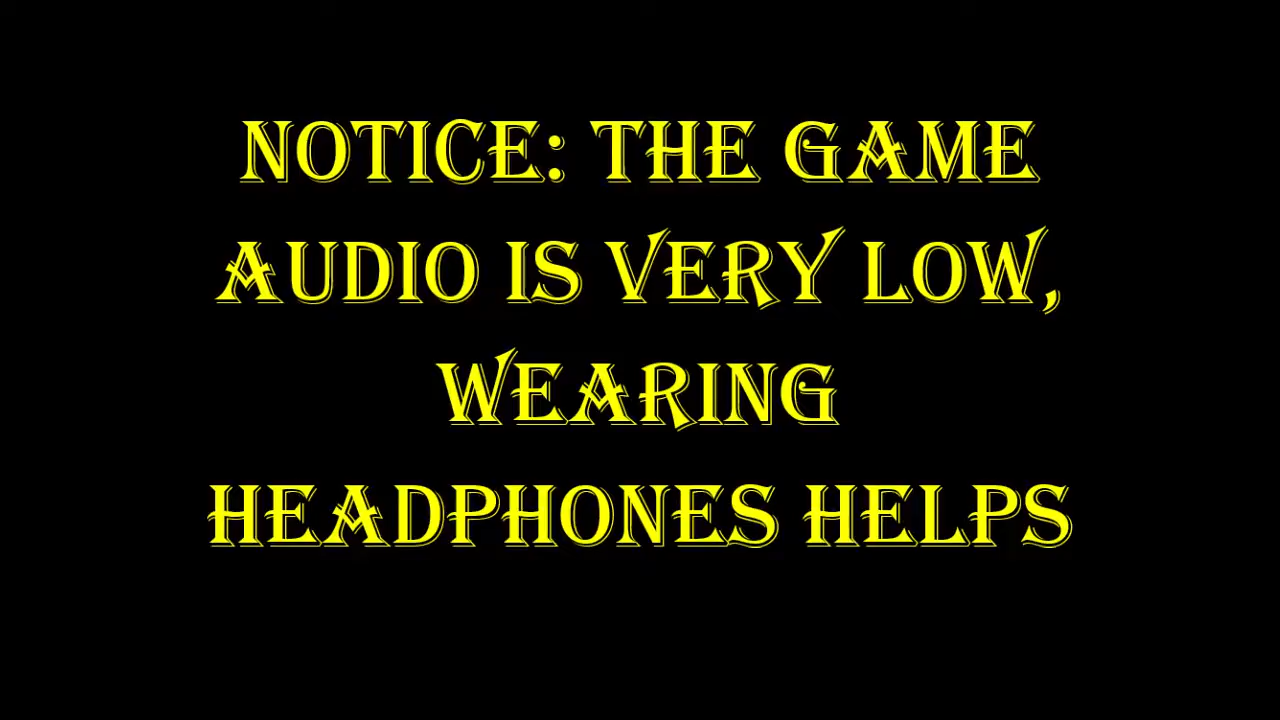 NOTICE: THE GAME
AUDIO IS VERY LOW,
WEARING
HEADPHONES HELPS